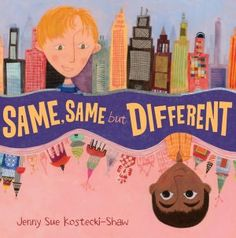 SAME, SAME but DIFFERENT
Jenny Sue Kostecki-Shaw